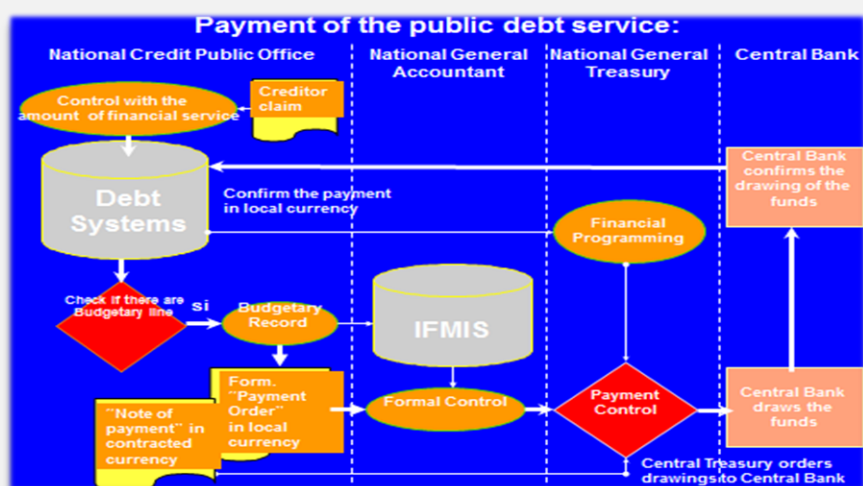 Payment of the public debt service:
National Credit Public Office
National General
Accountant
National General
Treasury
Central Bank
Control with the
amount of financial service
Creditor
claim
Debt
Systems
Confirm the payment
in local currency
Central Bank
confirms the
drawing of the
funds
Financial
Programming
Check if there are
Budgetary line
si
Budgetary
Record
IFMIS
Form.
"Payment
Order"
in local
currency
Formal Control
Payment
Control
Central Bank
draws the
funds
"Note of
payment" in
contracted
currency
Central Treasury orders
drawings to Central Bank